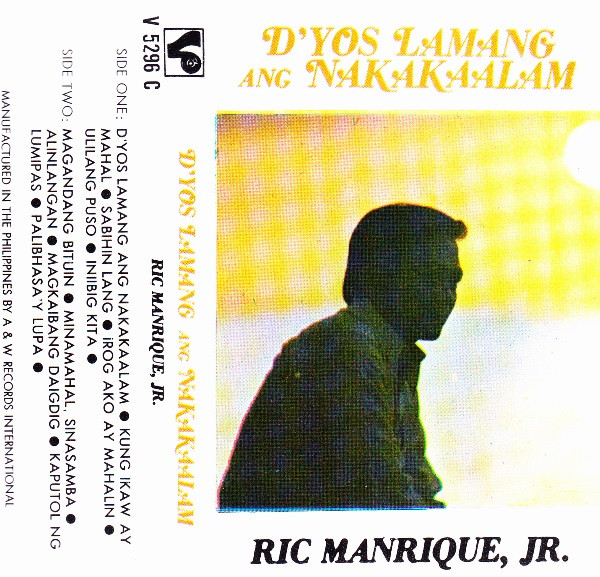 D'YOS LAMANG
ANG NAKAKAALAM
RIC MANRIQUE, JR.
V 5296 C
D'YOS LAMANG ANG NAKAKAALAM
RIC MANRIQUE, JR.
SIDE ONE: D'YOS LAMANG ANG NAKAKAALAM ● KUNG IKAW AY
MAHAL ● SABIHIN LANG ● IROG AKO AY MAHALIN ●
ULILANG PUSO ● INIIBIG KITA ●
SIDE TWO: MAGANDANG BITUIN ● MINAMAHAL, SINASAMBA ●
ALINLANGAN ● MAGKAIBANG DAIGDIG ● KAPUTOL NG
LUMIPAS ● PALIBHASA'Y LUPA ●
MANUFACTURED IN THE PHILIPPINES BY A & W RECORDS INTERNATIONAL